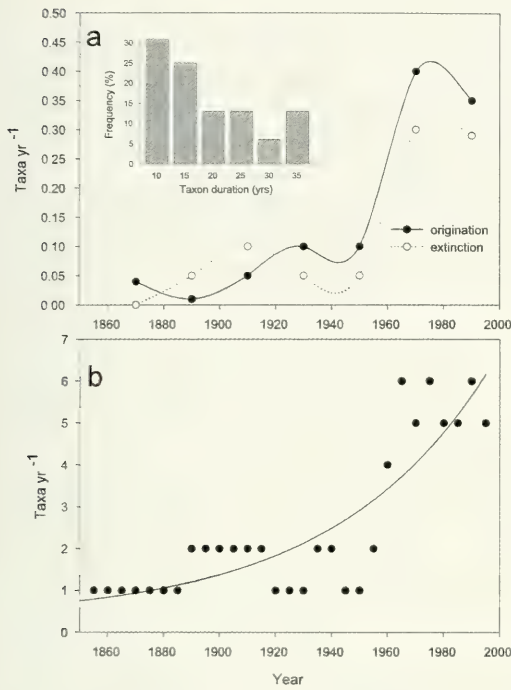 a
0.50
0.45
0.40
0.35
0.30
0.25
0.20
0.15
0.10
0.05
0.00
Taxa yr -1
30
25
20
15
10
5
0
Frequency (%)
10 15 20 25 30 35
Taxon duration (yrs)
origination
extinction
1860 1880 1900 1920 1940 1960 1980 2000
b
7
6
5
4
3
2
1
0
Taxa yr -1
1860 1880 1900 1920 1940 1960 1980 2000
Year